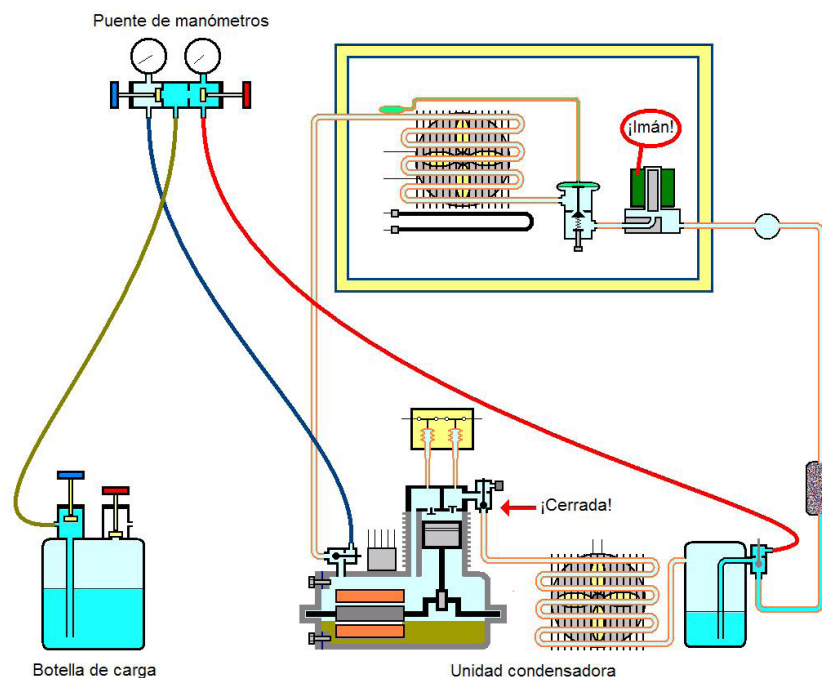 Puente de manómetros
¡Imán!
¡Cerrada!
Botella de carga
Unidad condensadora